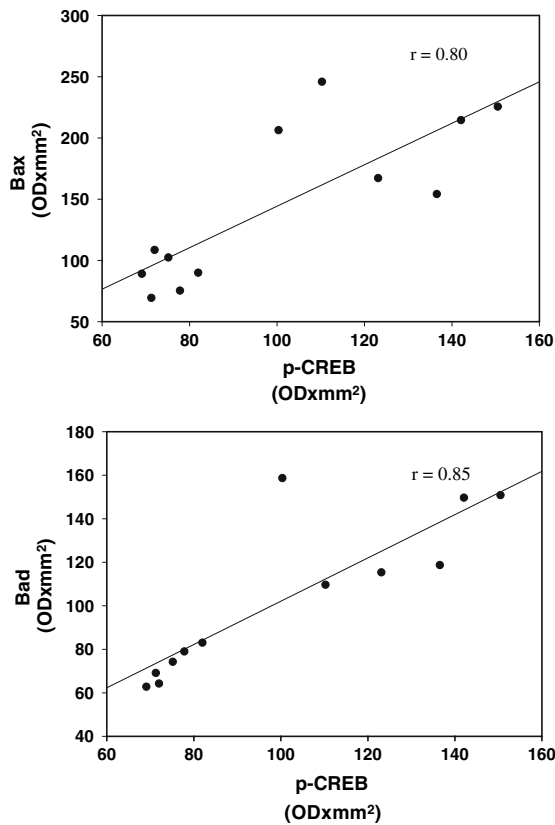 300
250
200
150
100
50
Bax
(ODxmm²)
r = 0.80
60 80 100 120 140 160
p-CREB
(ODxmm²)
180
160
140
120
100
80
60
40
Bad
(ODxmm²)
r = 0.85
60 80 100 120 140 160
p-CREB
(ODxmm²)